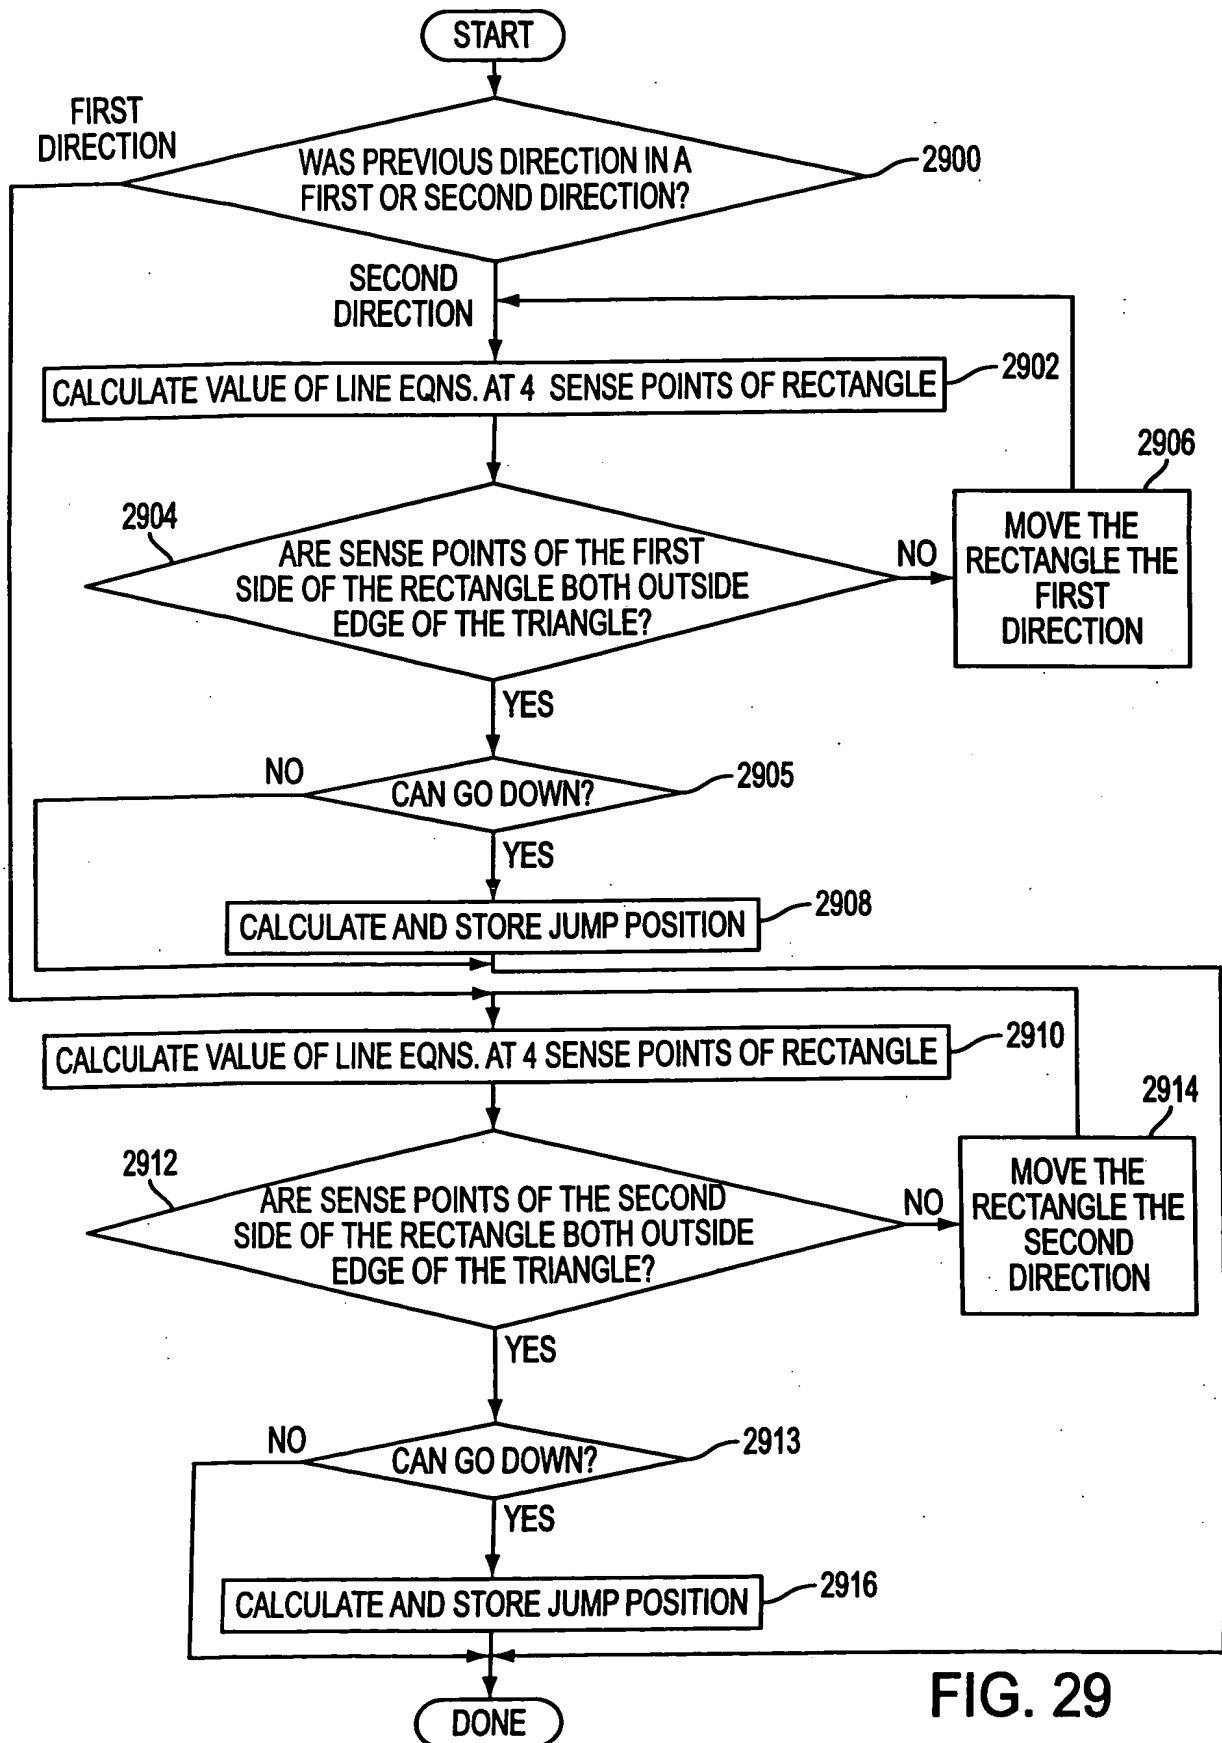 START
FIRST
DIRECTION
WAS PREVIOUS DIRECTION IN A
FIRST OR SECOND DIRECTION?
2900
SECOND
DIRECTION
CALCULATE VALUE OF LINE EQNS. AT 4 SENSE POINTS OF RECTANGLE
2902
2906
2904
ARE SENSE POINTS OF THE FIRST
SIDE OF THE RECTANGLE BOTH OUTSIDE
EDGE OF THE TRIANGLE?
NO
MOVE THE
RECTANGLE THE
FIRST
DIRECTION
YES
NO
CAN GO DOWN?
2905
YES
CALCULATE AND STORE JUMP POSITION
2908
CALCULATE VALUE OF LINE EQNS. AT 4 SENSE POINTS OF RECTANGLE
2910
2914
2912
ARE SENSE POINTS OF THE SECOND
SIDE OF THE RECTANGLE BOTH OUTSIDE
EDGE OF THE TRIANGLE?
NO
MOVE THE
RECTANGLE THE
SECOND
DIRECTION
YES
NO
CAN GO DOWN?
2913
YES
CALCULATE AND STORE JUMP POSITION
2916
DONE
FIG. 29